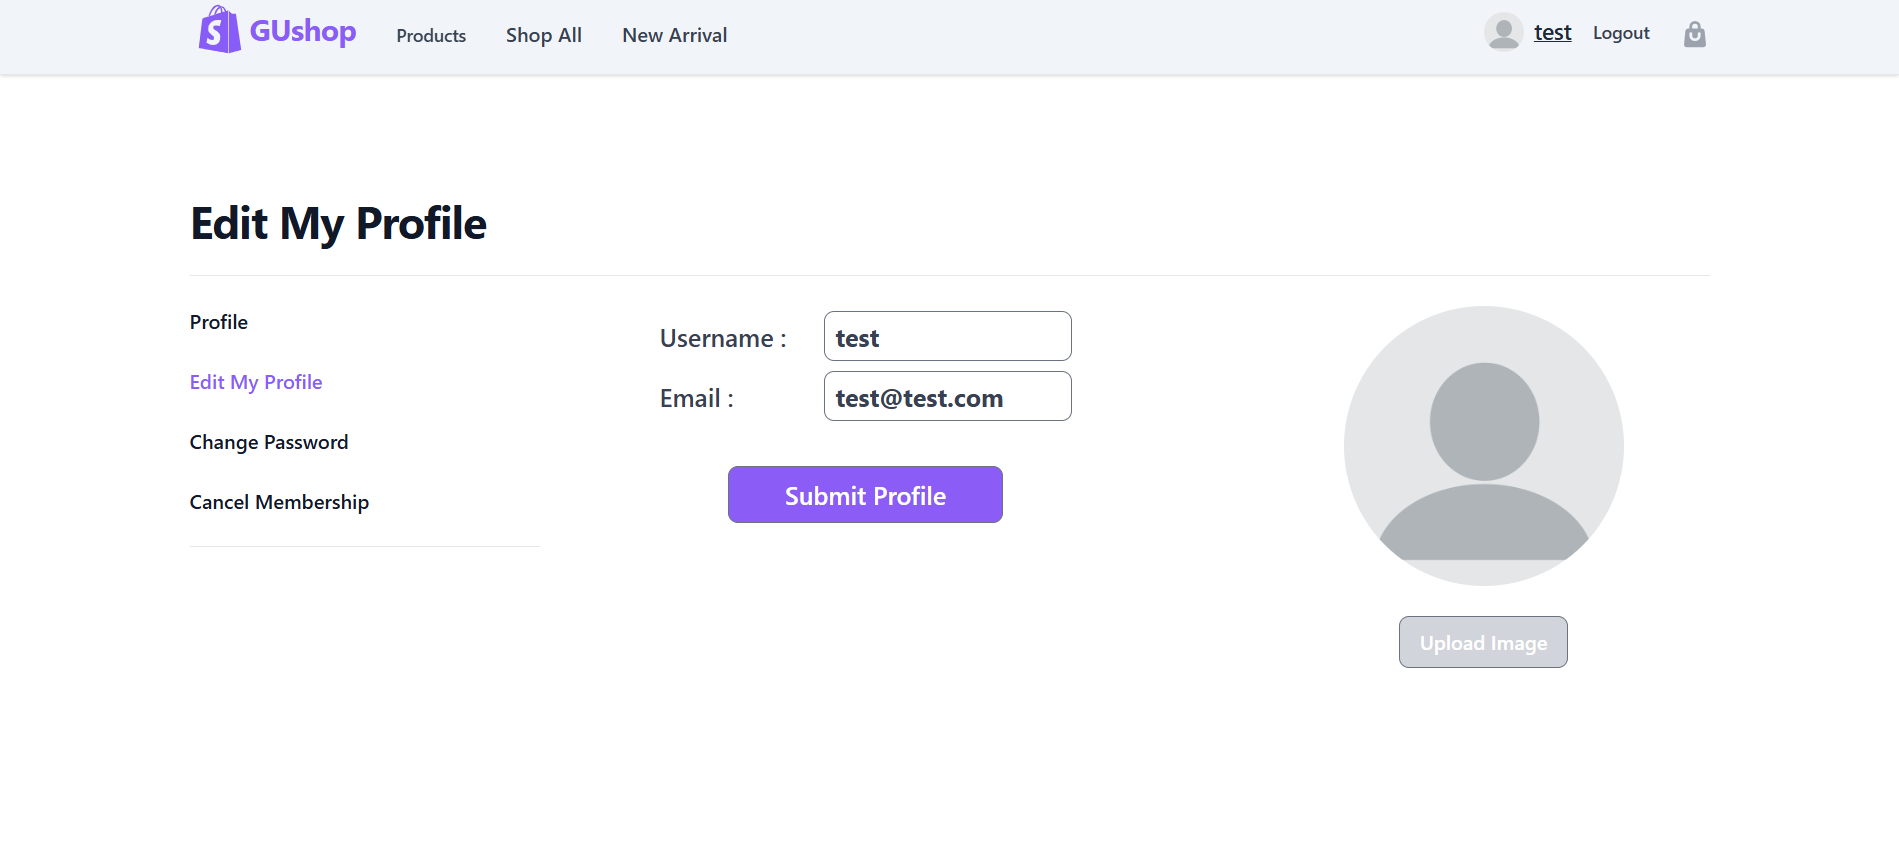 GUshop Products Shop All New Arrival test Logout
Edit My Profile
Profile
Edit My Profile
Change Password
Cancel Membership
Username : test
Email : test@test.com
Submit Profile
Upload Image